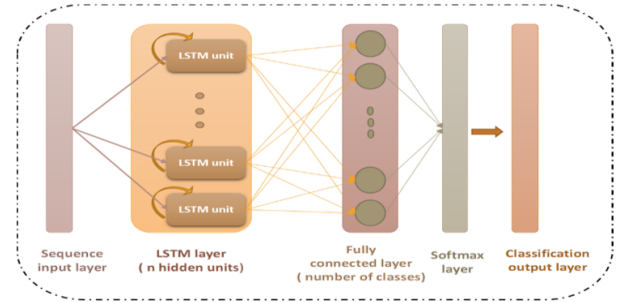 LSTM unit
LSTM unit
LSTM unit
Sequence
input layer
LSTM layer
( n hidden units)
Fully
connected layer
( number of classes)
Softmax
layer
Classification
output layer